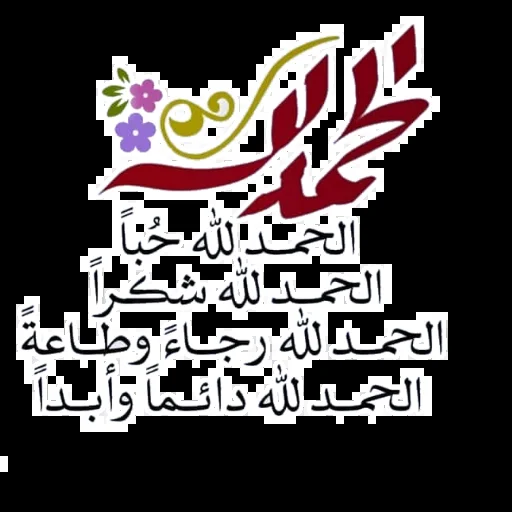 الحمد لله
الحمد لله حُباً
الحمد لله شكراً
الحمد لله رجاءً وطاعةً
الحمد لله دائماً وأبداً